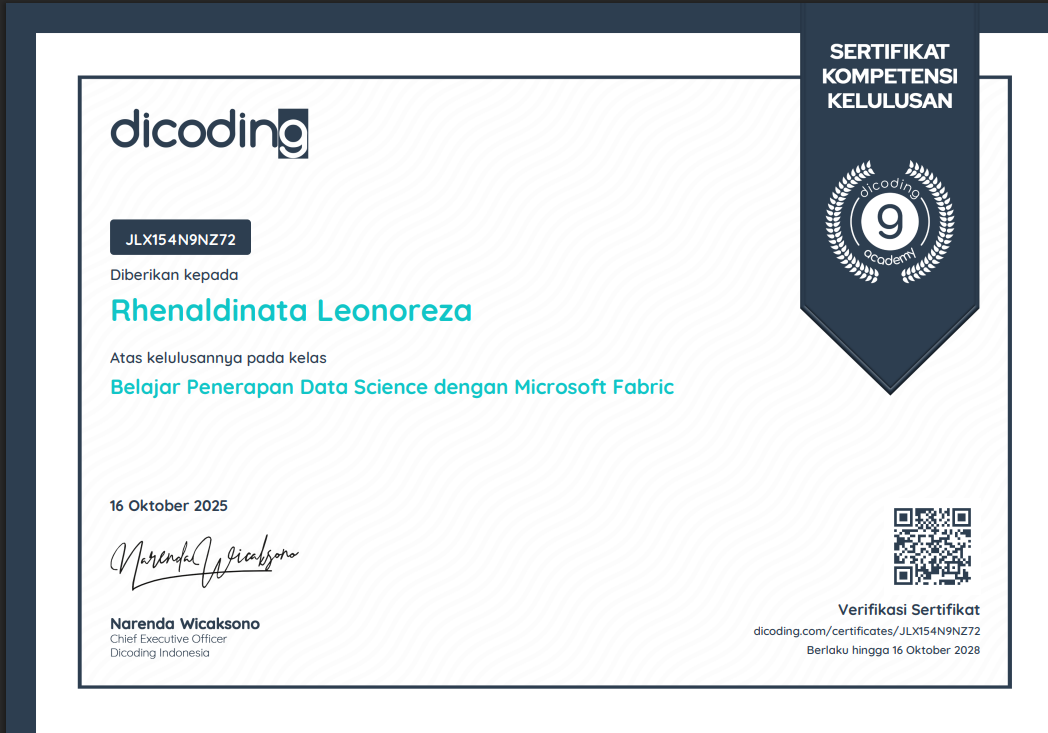 SERTIFIKAT
KOMPETENSI
KELULUSAN
dicoding
dicoding
9
academy
JLX154N9NZ72
Diberikan kepada
Rhenaldinata Leonoreza
Atas kelulusannya pada kelas
Belajar Penerapan Data Science dengan Microsoft Fabric
16 Oktober 2025
Narenda Wicaksono
Narenda Wicaksono
Chief Executive Officer
Dicoding Indonesia
Verifikasi Sertifikat
dicoding.com/certificates/JLX154N9NZ72
Berlaku hingga 16 Oktober 2028